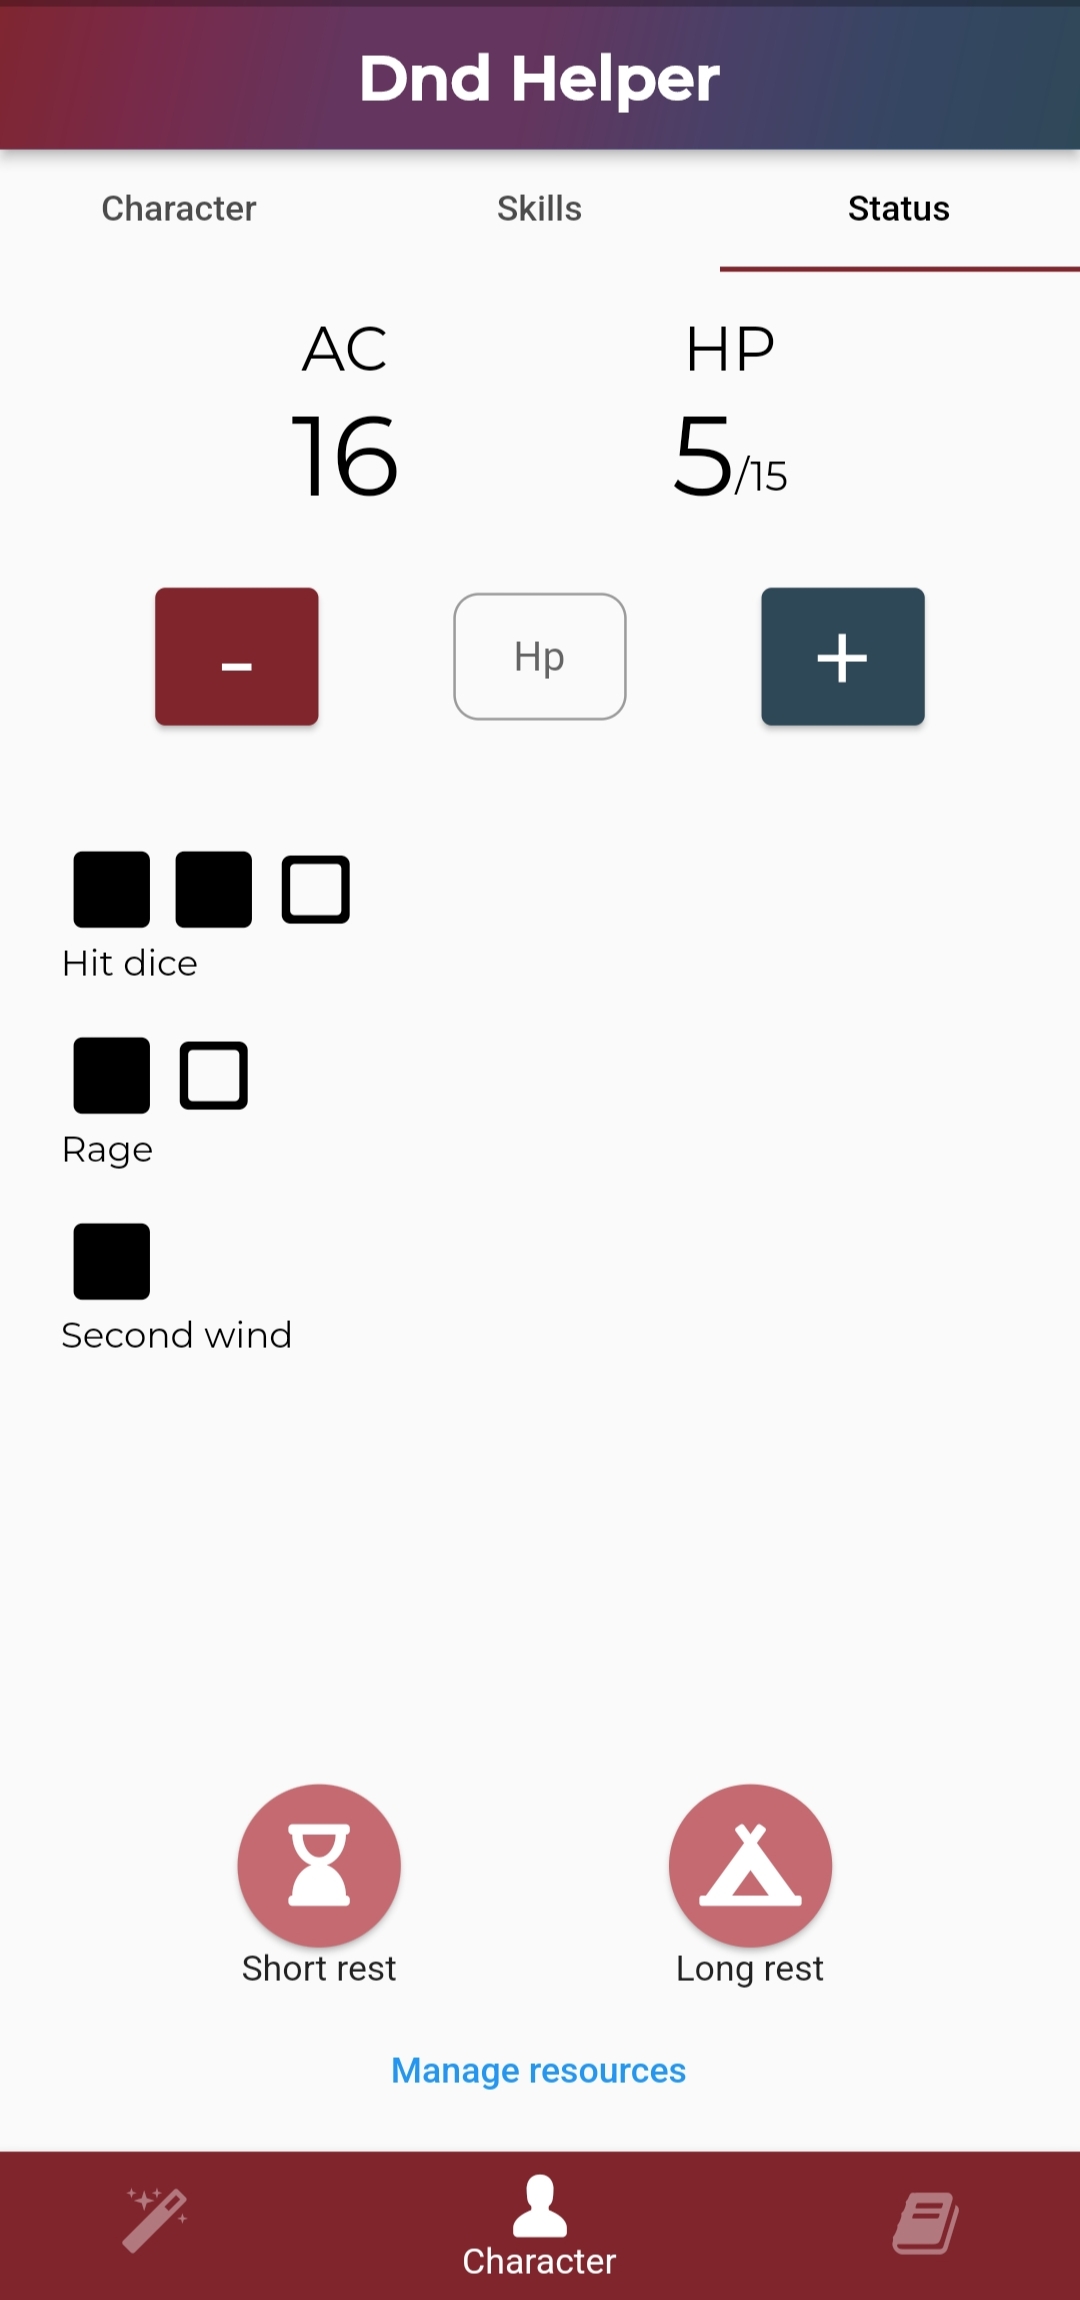 Dnd Helper
Character Skills Status
AC HP
16 5/15
- Hp +
Hit dice
Rage
Second wind
Short rest Long rest
Manage resources
Character